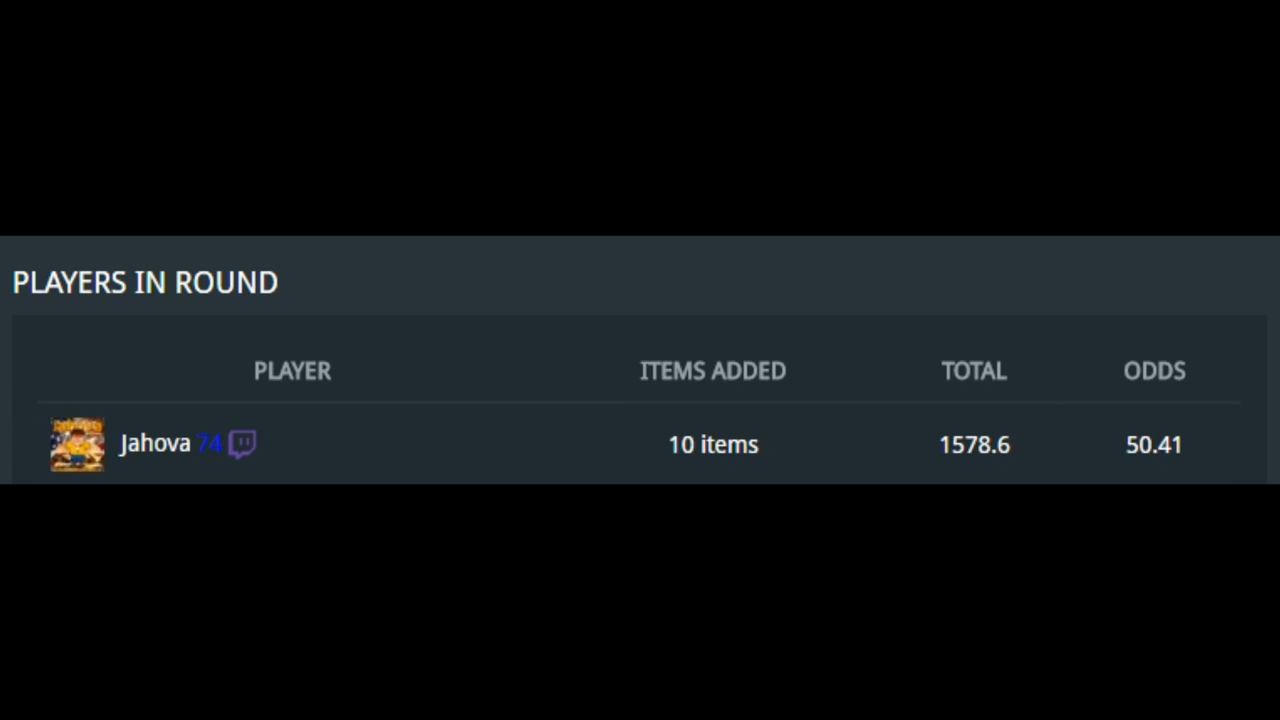 PLAYERS IN ROUND
PLAYER ITEMS ADDED TOTAL ODDS
Jahova 74 10 items 1578.6 50.41